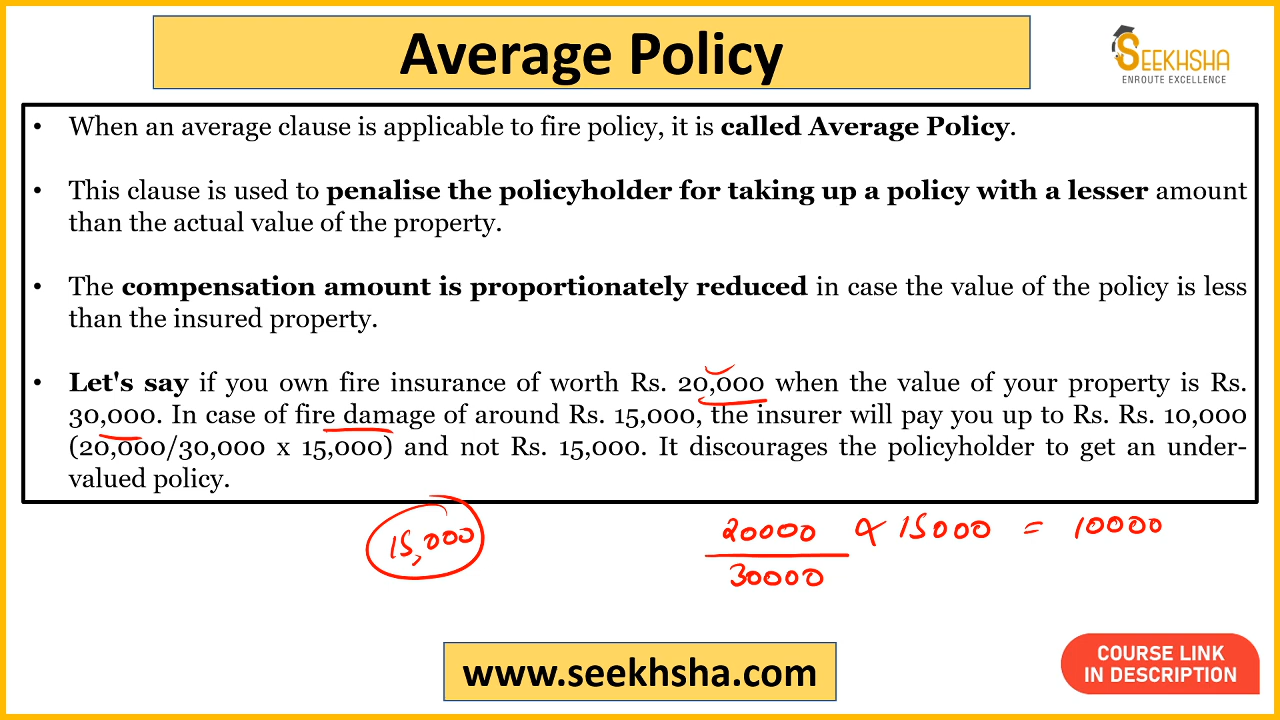 Average Policy
SEEKHSHA
ENROUTE EXCELLENCE
• When an average clause is applicable to fire policy, it is called Average Policy.
• This clause is used to penalise the policyholder for taking up a policy with a lesser amount
than the actual value of the property.
• The compensation amount is proportionately reduced in case the value of the policy is less
than the insured property.
• Let's say if you own fire insurance of worth Rs. 20,000 when the value of your property is Rs.
30,000. In case of fire damage of around Rs. 15,000, the insurer will pay you up to Rs. Rs. 10,000
(20,000/30,000 x 15,000) and not Rs. 15,000. It discourages the policyholder to get an under-
valued policy.
15,000
20000 × 15000 = 10000
30000
www.seekhsha.com
COURSE LINK
IN DESCRIPTION